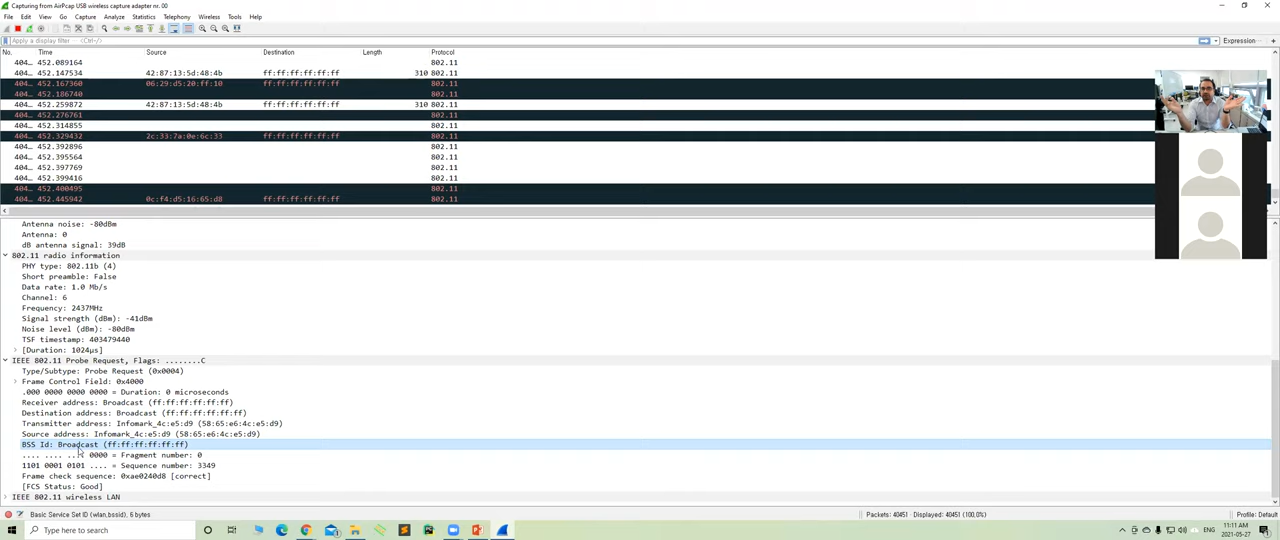 Capturing from AirPcap USB wireless capture adapter nr. 00
File Edit View Go Capture Analyze Statistics Telephony Wireless Tools Help
Apply a display filter ... <Ctrl-/> Expression... +
No. Time Source Destination Length Protocol
404… 452.089164 802.11
404… 452.147534 42:87:13:5d:48:4b ff:ff:ff:ff:ff:ff 310 802.11
404… 452.167360 06:29:d5:20:ff:10 ff:ff:ff:ff:ff:ff 802.11
404… 452.186740 802.11
404… 452.259872 42:87:13:5d:48:4b ff:ff:ff:ff:ff:ff 310 802.11
404… 452.276761 802.11
404… 452.314855 802.11
404… 452.329432 2c:33:7a:0e:6c:33 ff:ff:ff:ff:ff:ff 802.11
404… 452.392896 802.11
404… 452.395564 802.11
404… 452.397769 802.11
404… 452.399416 802.11
404… 452.400495 802.11
404… 452.445942 0c:f4:d5:16:65:d8 ff:ff:ff:ff:ff:ff 802.11
Antenna noise: -80dBm
Antenna: 0
dB antenna signal: 39dB
802.11 radio information
PHY type: 802.11b (4)
Short preamble: False
Data rate: 1.0 Mb/s
Channel: 6
Frequency: 2437MHz
Signal strength (dBm): -41dBm
Noise level (dBm): -80dBm
TSF timestamp: 403479440
[Duration: 1024µs]
IEEE 802.11 Probe Request, Flags: ........C
Type/Subtype: Probe Request (0x0004)
Frame Control Field: 0x4000
.000 0000 0000 0000 = Duration: 0 microseconds
Receiver address: Broadcast (ff:ff:ff:ff:ff:ff)
Destination address: Broadcast (ff:ff:ff:ff:ff:ff)
Transmitter address: Infomark_4c:e5:d9 (58:65:e6:4c:e5:d9)
Source address: Infomark_4c:e5:d9 (58:65:e6:4c:e5:d9)
BSS Id: Broadcast (ff:ff:ff:ff:ff:ff)
.... .... .... 0000 = Fragment number: 0
1101 0001 0101 .... = Sequence number: 3349
Frame check sequence: 0xae0240d8 [correct]
[FCS Status: Good]
IEEE 802.11 wireless LAN
Basic Service Set ID (wlan.bssid), 6 bytes Packets: 40451 · Displayed: 40451 (100.0%) Profile: Default
Type here to search ENG 11:11 AM
2021-05-27